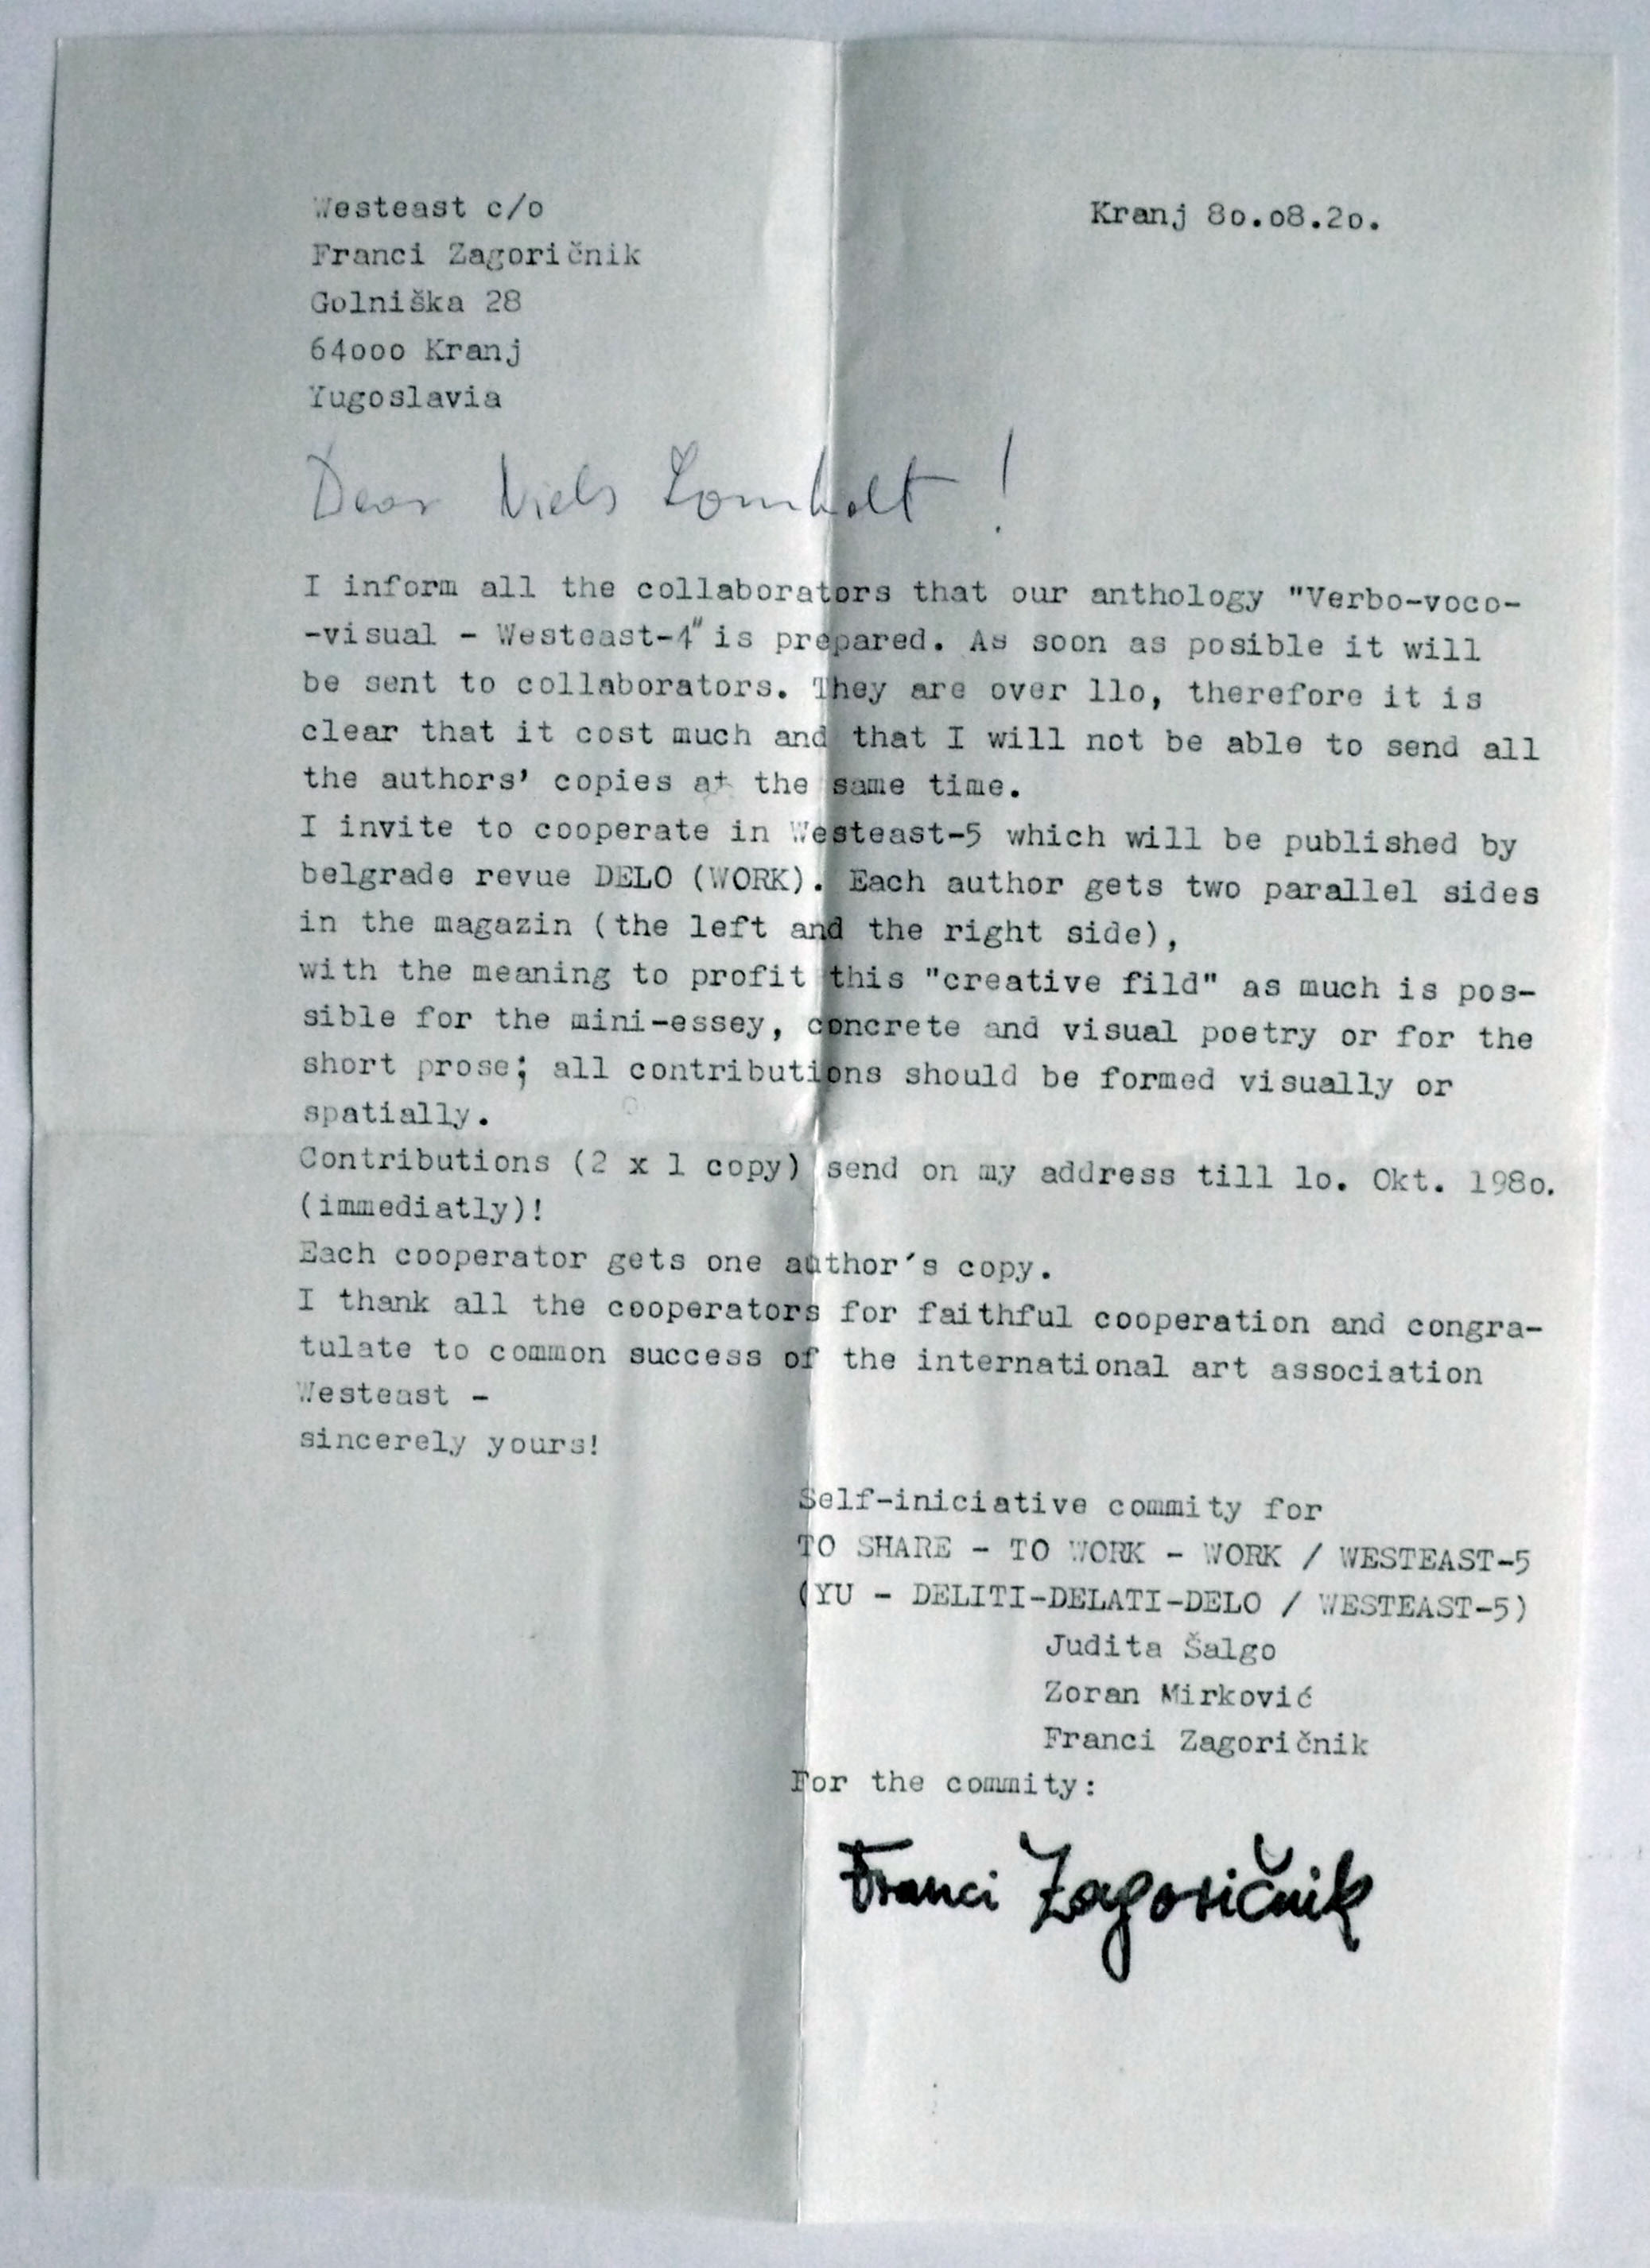 Westeast c/o
Franci Zagoričnik
Golniška 28
64ooo Kranj
Yugoslavia
Kranj 8o.o8.2o.
Dear Niels Lomholt !
I inform all the collaborators that our anthology "Verbo-voco-
-visual - Westeast-4" is prepared. As soon as posible it will
be sent to collaborators. They are over llo, therefore it is
clear that it cost much and that I will not be able to send all
the authors' copies at the same time.
I invite to cooperate in Westeast-5 which will be published by
belgrade revue DELO (WORK). Each author gets two parallel sides
in the magazin (the left and the right side),
with the meaning to profit this "creative fild" as much is pos-
sible for the mini-essey, concrete and visual poetry or for the
short prose; all contributions should be formed visually or
spatially.
Contributions (2 x l copy) send on my address till lo. Okt. 198o.
(immediatly)!
Each cooperator gets one author's copy.
I thank all the cooperators for faithful cooperation and congra-
tulate to common success of the international art association
Westeast -
sincerely yours!
Self-iniciative commity for
TO SHARE - TO WORK - WORK / WESTEAST-5
(YU - DELITI-DELATI-DELO / WESTEAST-5)
Judita Šalgo
Zoran Mirković
Franci Zagoričnik
For the commity:
Franci Zagoričnik